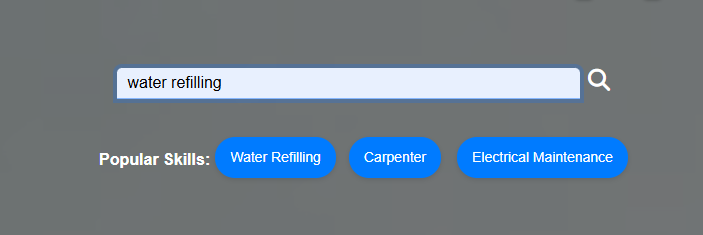 water refilling
Popular Skills: Water Refilling Carpenter Electrical Maintenance